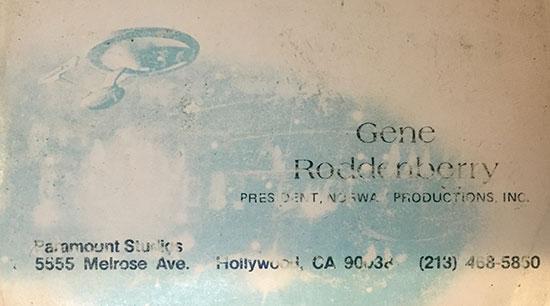 Gene
Roddenberry
PRESIDENT, NORWAY PRODUCTIONS, INC.
Paramount Studios
5555 Melrose Ave. Hollywood, CA 90038 (213) 468-5850